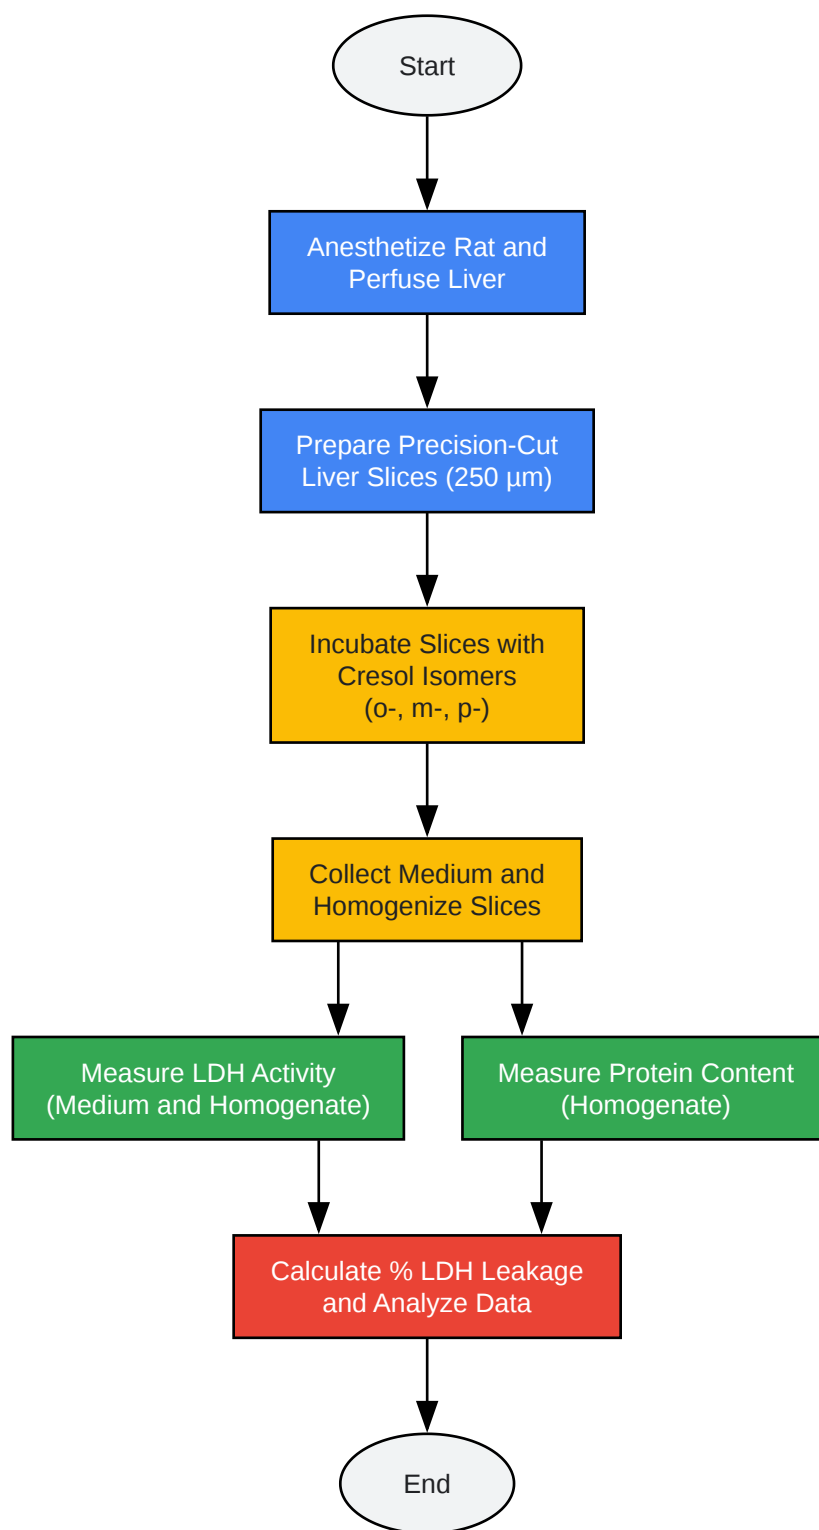 Start
Anesthetize Rat and
Perfuse Liver
Prepare Precision-Cut
Liver Slices (250 µm)
Incubate Slices with
Cresol Isomers
(o-, m-, p-)
Collect Medium and
Homogenize Slices
Measure LDH Activity
(Medium and Homogenate)
Measure Protein Content
(Homogenate)
Calculate % LDH Leakage
and Analyze Data
End